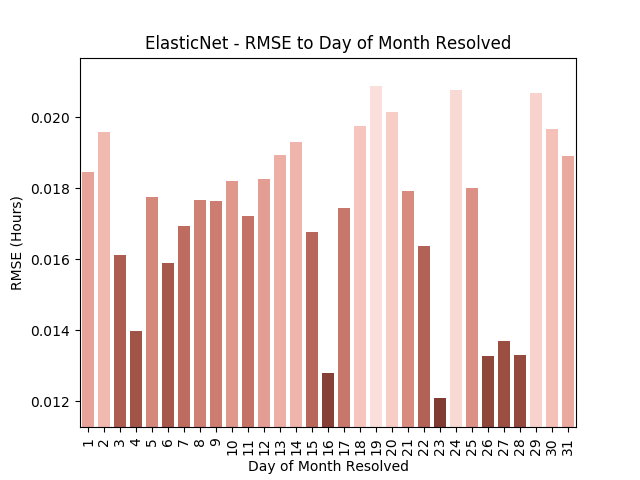 ElasticNet - RMSE to Day of Month Resolved
RMSE (Hours)
0.020
0.018
0.016
0.014
0.012
1 2 3 4 5 6 7 8 9 10 11 12 13 14 15 16 17 18 19 20 21 22 23 24 25 26 27 28 29 30 31
Day of Month Resolved